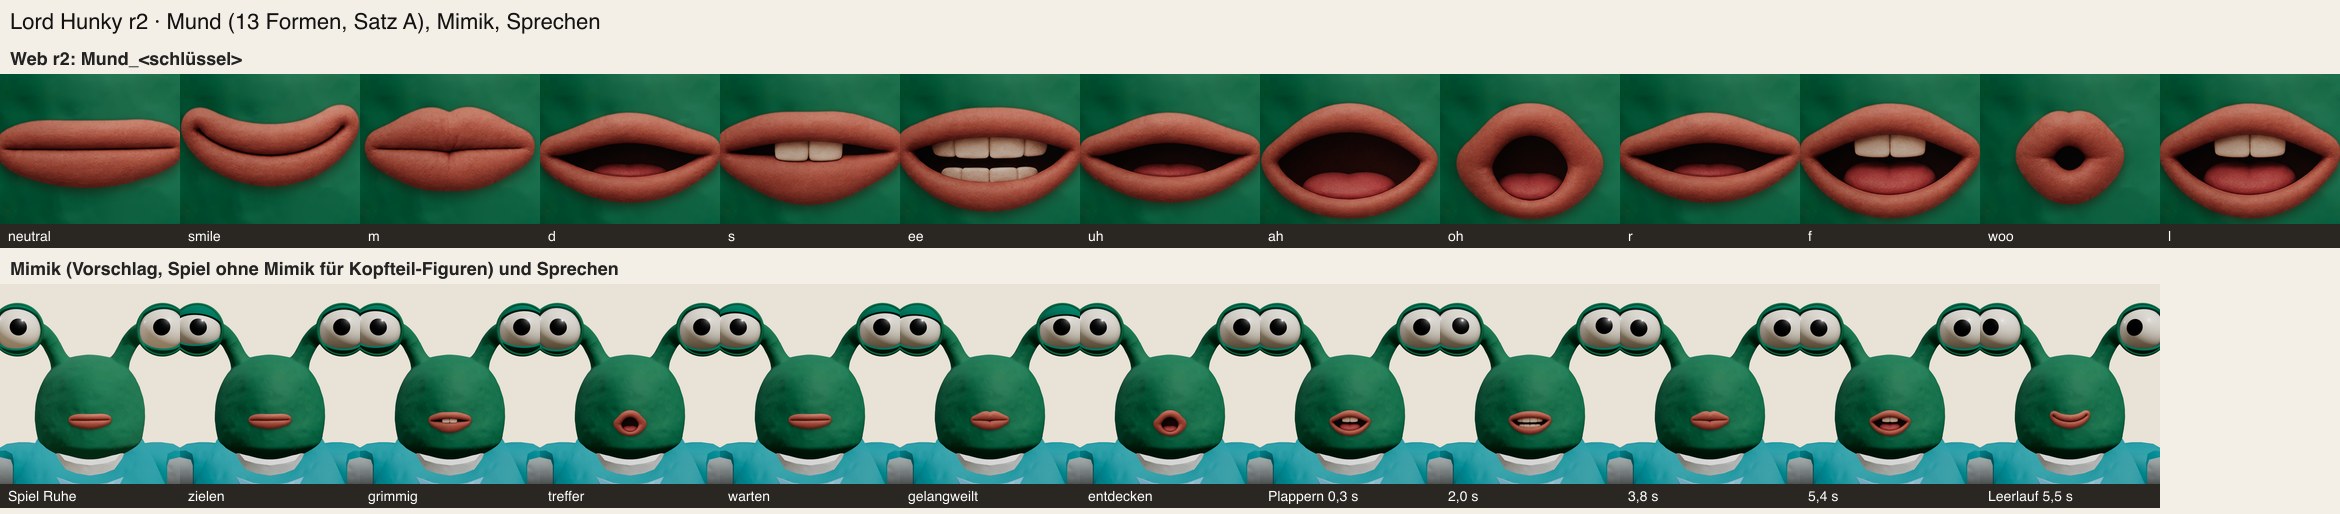 Lord Hunky r2 · Mund (13 Formen, Satz A), Mimik, Sprechen
Web r2: Mund_<schlüssel>
neutral smile m d s ee uh ah oh r f woo l
Mimik (Vorschlag, Spiel ohne Mimik für Kopfteil-Figuren) und Sprechen
Spiel Ruhe zielen grimmig treffer warten gelangweilt entdecken Plappern 0,3 s 2,0 s 3,8 s 5,4 s Leerlauf 5,5 s